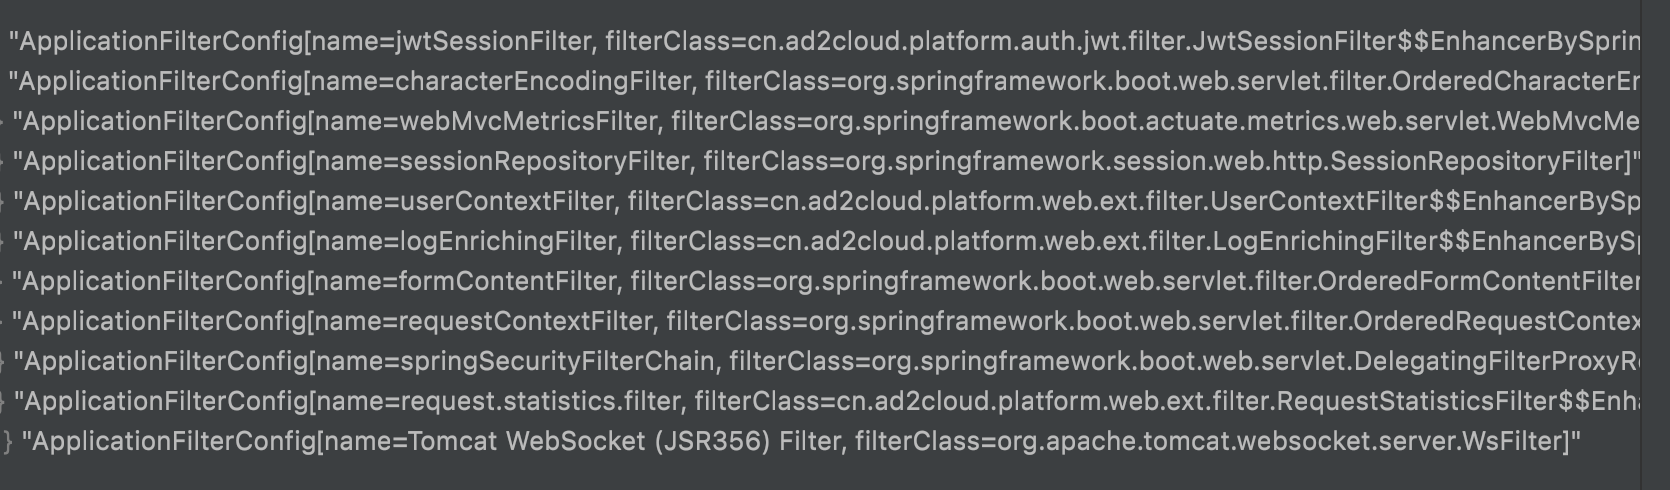 "ApplicationFilterConfig[name=jwtSessionFilter, filterClass=cn.ad2cloud.platform.auth.jwt.filter.JwtSessionFilter$$EnhancerBySprin
"ApplicationFilterConfig[name=characterEncodingFilter, filterClass=org.springframework.boot.web.servlet.filter.OrderedCharacterEn
"ApplicationFilterConfig[name=webMvcMetricsFilter, filterClass=org.springframework.boot.actuate.metrics.web.servlet.WebMvcMe
"ApplicationFilterConfig[name=sessionRepositoryFilter, filterClass=org.springframework.session.web.http.SessionRepositoryFilter]"
} "ApplicationFilterConfig[name=userContextFilter, filterClass=cn.ad2cloud.platform.web.ext.filter.UserContextFilter$$EnhancerBySp
} "ApplicationFilterConfig[name=logEnrichingFilter, filterClass=cn.ad2cloud.platform.web.ext.filter.LogEnrichingFilter$$EnhancerBySp
"ApplicationFilterConfig[name=formContentFilter, filterClass=org.springframework.boot.web.servlet.filter.OrderedFormContentFilter
"ApplicationFilterConfig[name=requestContextFilter, filterClass=org.springframework.boot.web.servlet.filter.OrderedRequestContex
} "ApplicationFilterConfig[name=springSecurityFilterChain, filterClass=org.springframework.boot.web.servlet.DelegatingFilterProxyRe
} "ApplicationFilterConfig[name=request.statistics.filter, filterClass=cn.ad2cloud.platform.web.ext.filter.RequestStatisticsFilter$$Enha
} "ApplicationFilterConfig[name=Tomcat WebSocket (JSR356) Filter, filterClass=org.apache.tomcat.websocket.server.WsFilter]"